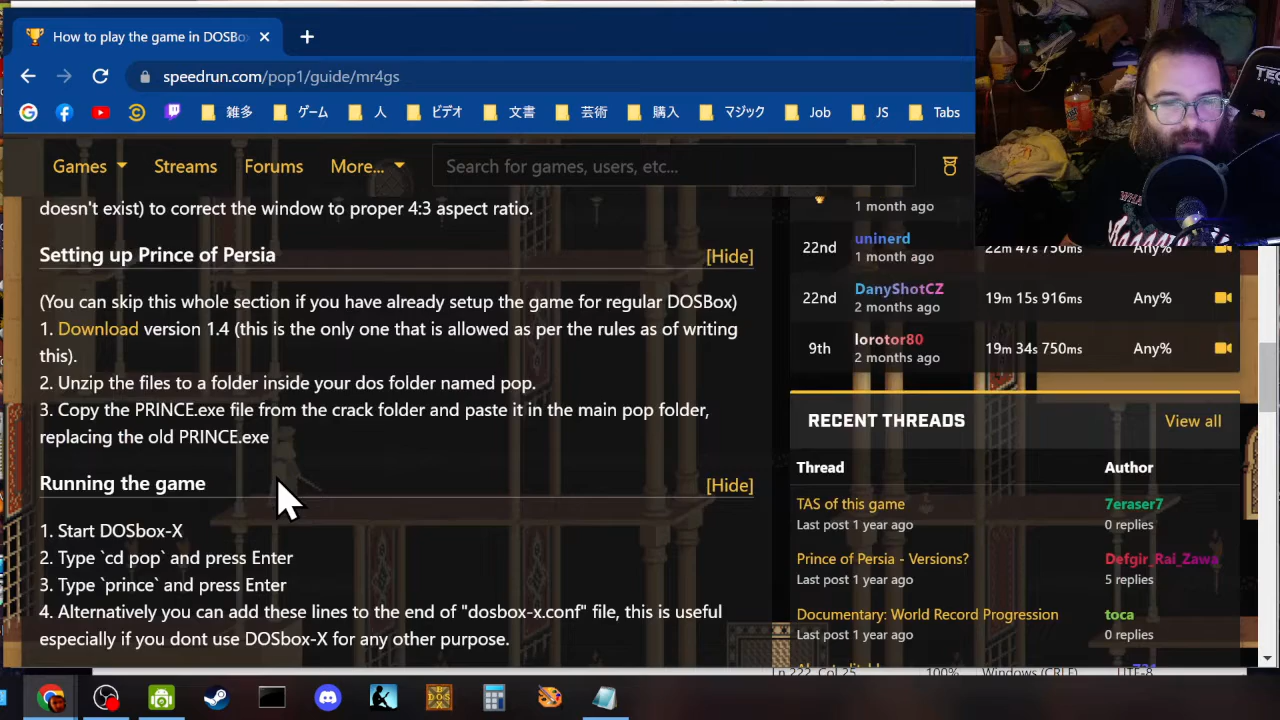 How to play the game in DOSBo
speedrun.com/pop1/guide/mr4gs
雑多 ゲーム 人 ビデオ 文書 芸術 購入 マジック Job JS Tabs
Games Streams Forums More... Search for games, users, etc...
doesn't exist) to correct the window to proper 4:3 aspect ratio.
Setting up Prince of Persia [Hide]
(You can skip this whole section if you have already setup the game for regular DOSBox)
1. Download version 1.4 (this is the only one that is allowed as per the rules as of writing
this).
2. Unzip the files to a folder inside your dos folder named pop.
3. Copy the PRINCE.exe file from the crack folder and paste it in the main pop folder,
replacing the old PRINCE.exe
Running the game [Hide]
1. Start DOSbox-X
2. Type `cd pop` and press Enter
3. Type `prince` and press Enter
4. Alternatively you can add these lines to the end of "dosbox-x.conf" file, this is useful
especially if you dont use DOSbox-X for any other purpose.
1 month ago
22nd uninerd 22m 47s 750ms Any%
1 month ago
22nd DanyShotCZ 19m 15s 916ms Any%
2 months ago
9th lorotor80 19m 34s 750ms Any%
2 months ago
RECENT THREADS View all
Thread Author
TAS of this game 7eraser7
Last post 1 year ago 0 replies
Prince of Persia - Versions? Defgir_Rai_Zawa
Last post 1 year ago 5 replies
Documentary: World Record Progression toca
Last post 1 year ago 0 replies
Ln 222, Col 25 100% Windows (CRLF) UTF-8